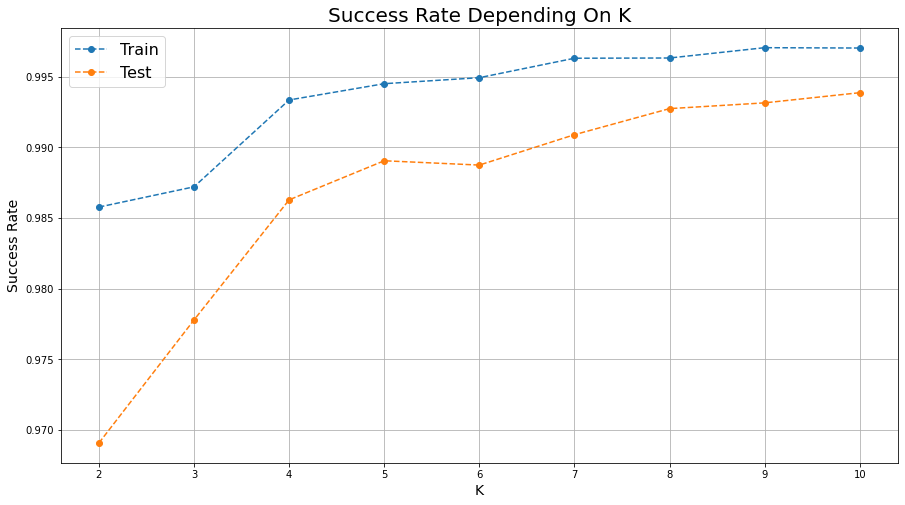 Success Rate Depending On K
Train
Test
Success Rate
0.995
0.990
0.985
0.980
0.975
0.970
2 3 4 5 6 7 8 9 10
K